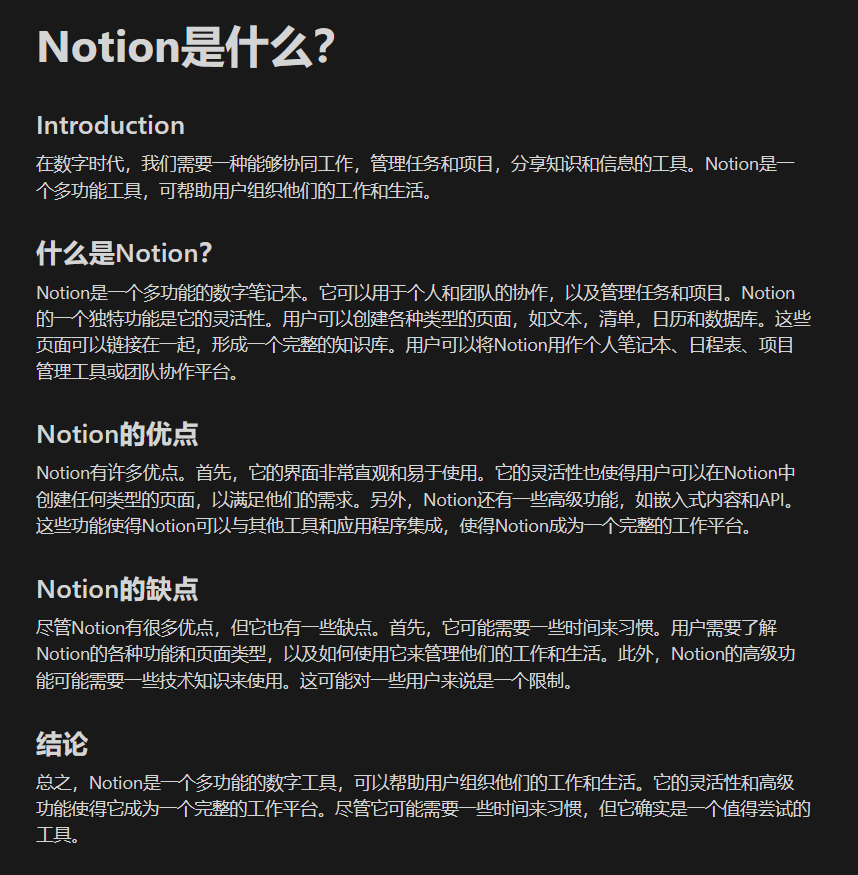 Notion是什么？
Introduction
在数字时代，我们需要一种能够协同工作，管理任务和项目，分享知识和信息的工具。Notion是一
个多功能工具，可帮助用户组织他们的工作和生活。
什么是Notion？
Notion是一个多功能的数字笔记本。它可以用于个人和团队的协作，以及管理任务和项目。Notion
的一个独特功能是它的灵活性。用户可以创建各种类型的页面，如文本，清单，日历和数据库。这些
页面可以链接在一起，形成一个完整的知识库。用户可以将Notion用作个人笔记本、日程表、项目
管理工具或团队协作平台。
Notion的优点
Notion有许多优点。首先，它的界面非常直观和易于使用。它的灵活性也使得用户可以在Notion中
创建任何类型的页面，以满足他们的需求。另外，Notion还有一些高级功能，如嵌入式内容和API。
这些功能使得Notion可以与其他工具和应用程序集成，使得Notion成为一个完整的工作平台。
Notion的缺点
尽管Notion有很多优点，但它也有一些缺点。首先，它可能需要一些时间来习惯。用户需要了解
Notion的各种功能和页面类型，以及如何使用它来管理他们的工作和生活。此外，Notion的高级功
能可能需要一些技术知识来使用。这可能对一些用户来说是一个限制。
结论
总之，Notion是一个多功能的数字工具，可以帮助用户组织他们的工作和生活。它的灵活性和高级
功能使得它成为一个完整的工作平台。尽管它可能需要一些时间来习惯，但它确实是一个值得尝试的
工具。